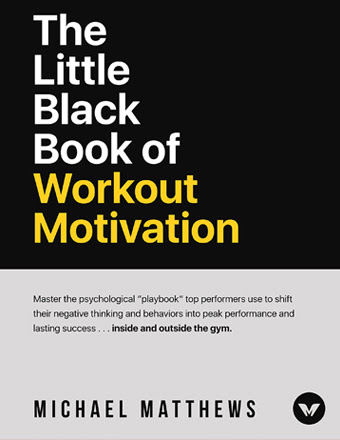 The
Little
Black
Book of
Workout
Motivation
Master the psychological "playbook" top performers use to shift
their negative thinking and behaviors into peak performance and
lasting success . . . inside and outside the gym.
MICHAEL MATTHEWS